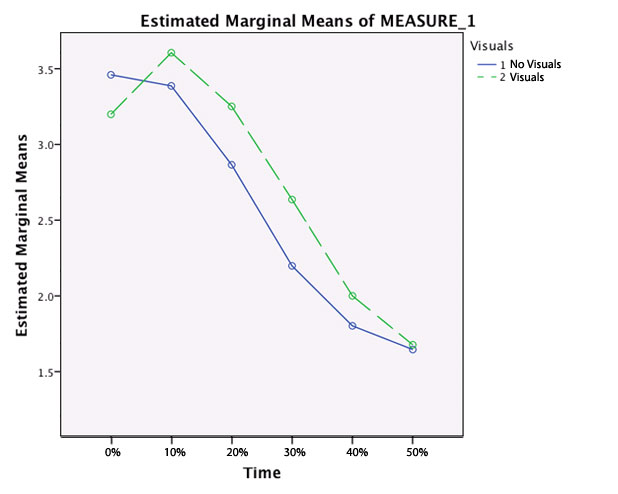 Estimated Marginal Means of MEASURE_1
Visuals
1 No Visuals
2 Visuals
Estimated Marginal Means
3.5
3.0
2.5
2.0
1.5
0% 10% 20% 30% 40% 50%
Time